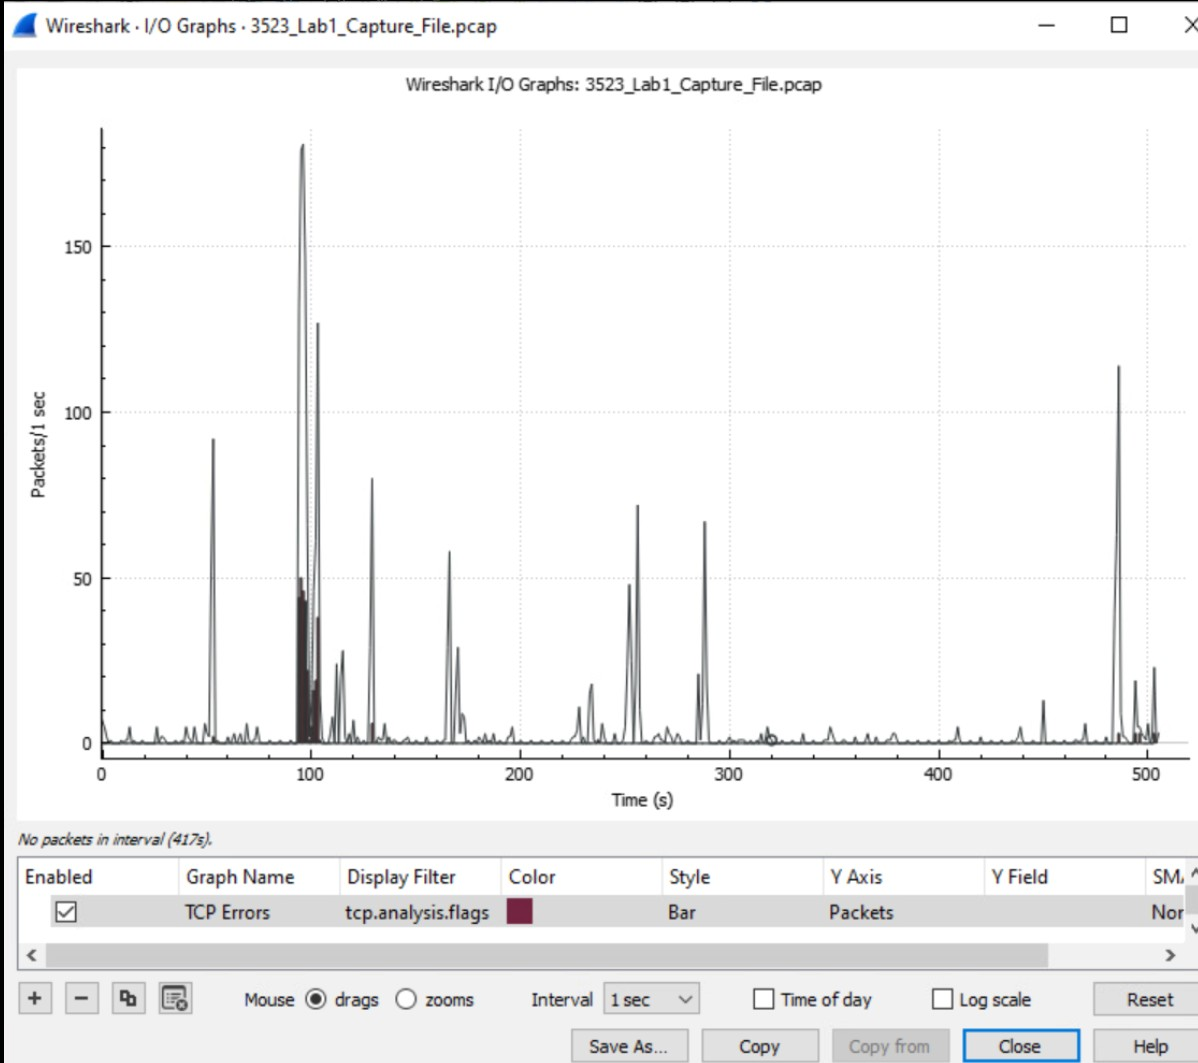 Wireshark · I/O Graphs · 3523_Lab1_Capture_File.pcap
Wireshark I/O Graphs: 3523_Lab1_Capture_File.pcap
150
100
50
0
Packets/1 sec
0 100 200 300 400 500
Time (s)
No packets in interval (417s).
Enabled Graph Name Display Filter Color Style Y Axis Y Field SMA
TCP Errors tcp.analysis.flags Bar Packets Nor
+ − Mouse drags zooms Interval 1 sec Time of day Log scale Reset
Save As... Copy Copy from Close Help